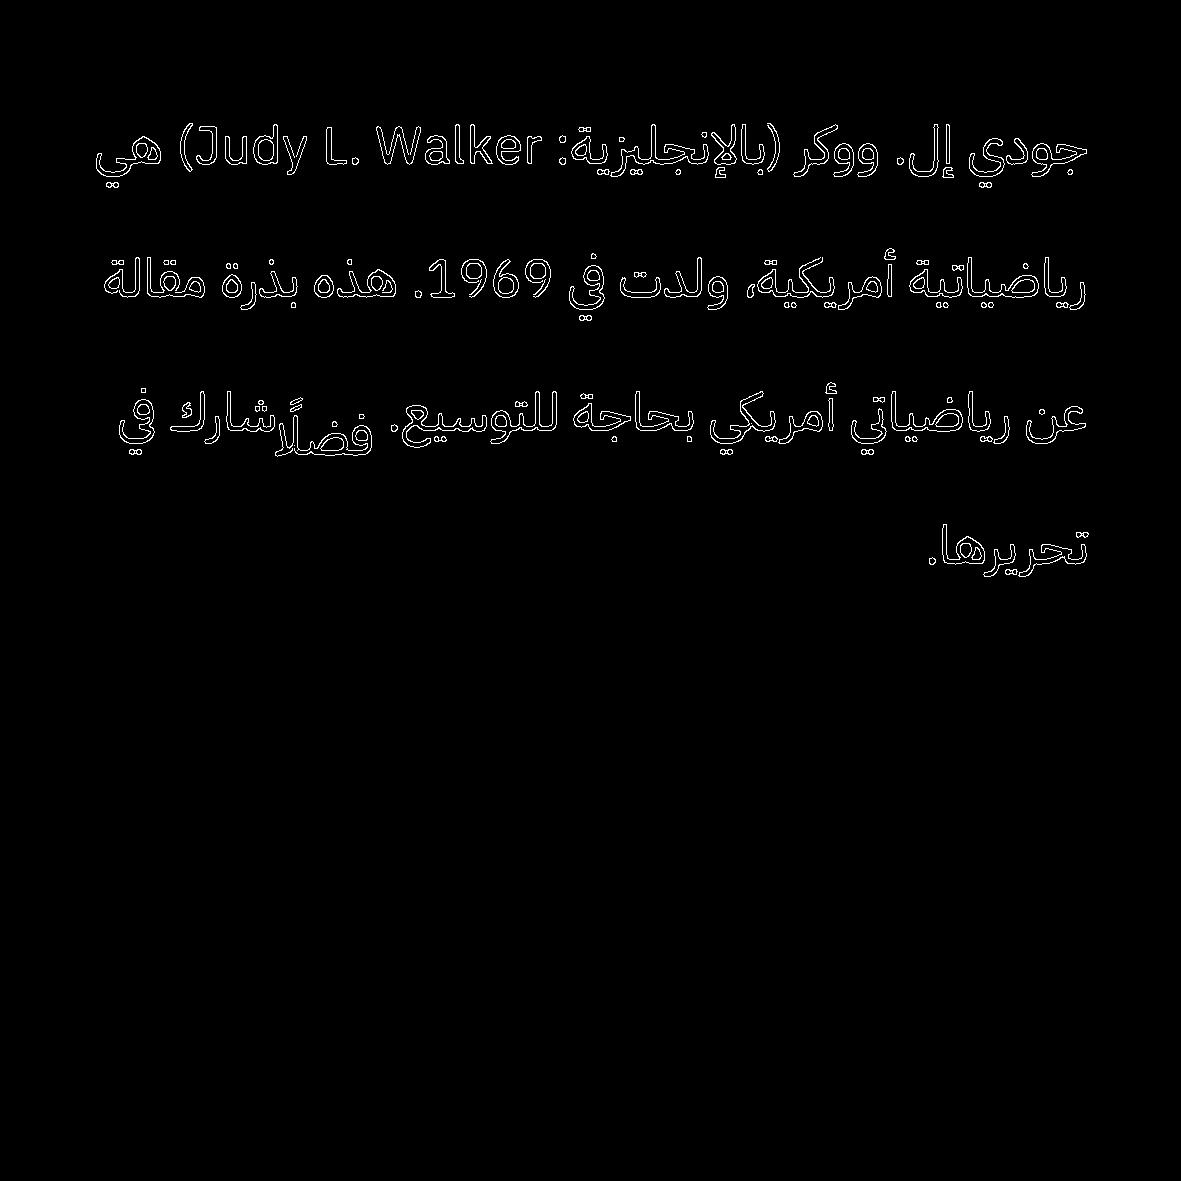 جودي إل. ووكر (بالإنجليزية: Judy L. Walker) هي
رياضياتية أمريكية، ولدت في 1969. هذه بذرة مقالة
عن رياضياتي أمريكي بحاجة للتوسيع. فضلًا شارك في
تحريرها.